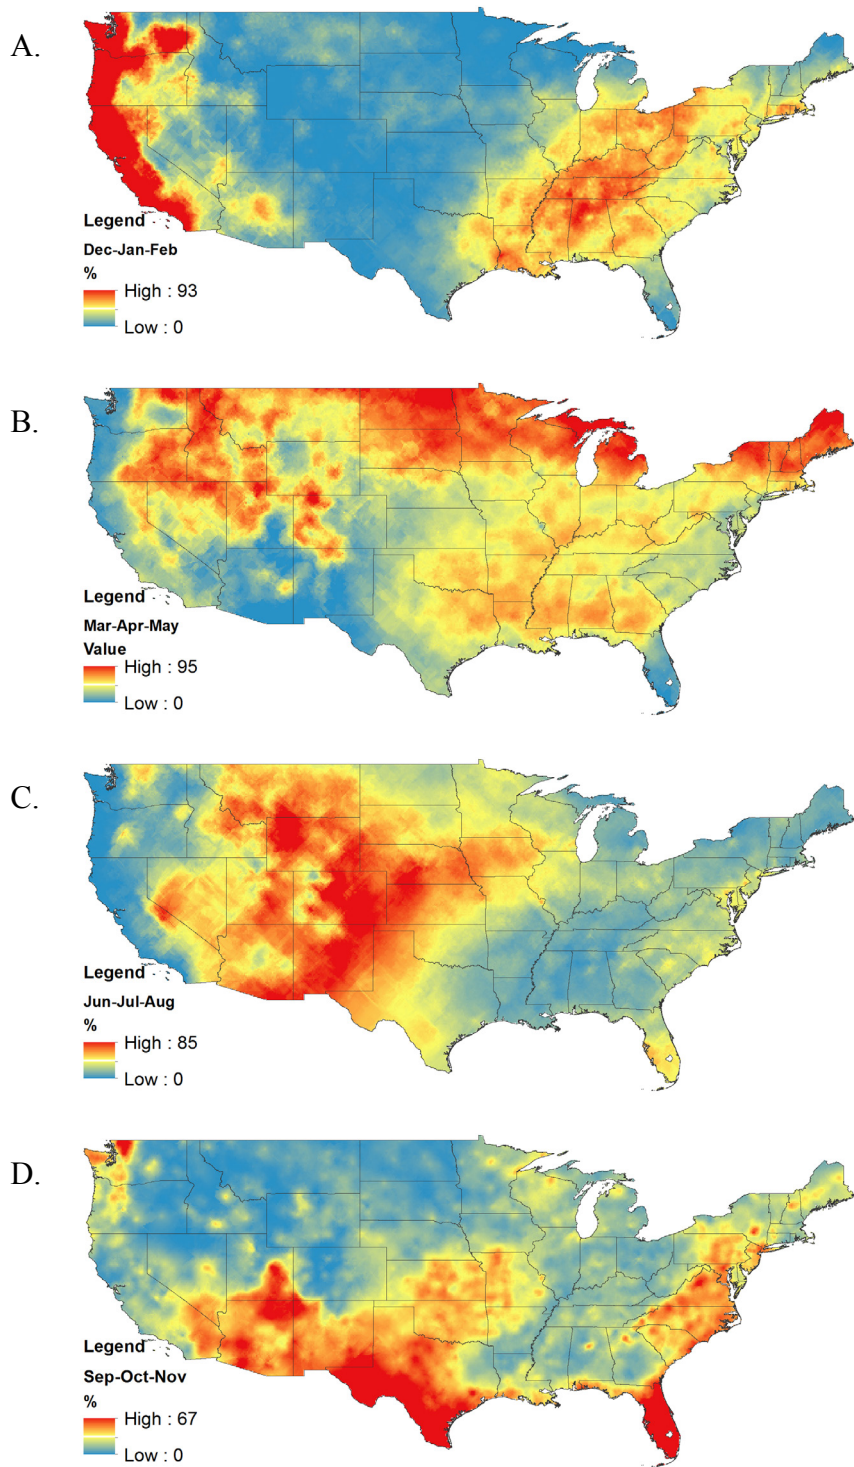 A.
Legend
Dec-Jan-Feb
%
High : 93
Low : 0
B.
Legend
Mar-Apr-May
Value
High : 95
Low : 0
C.
Legend
Jun-Jul-Aug
%
High : 85
Low : 0
D.
Legend
Sep-Oct-Nov
%
High : 67
Low : 0